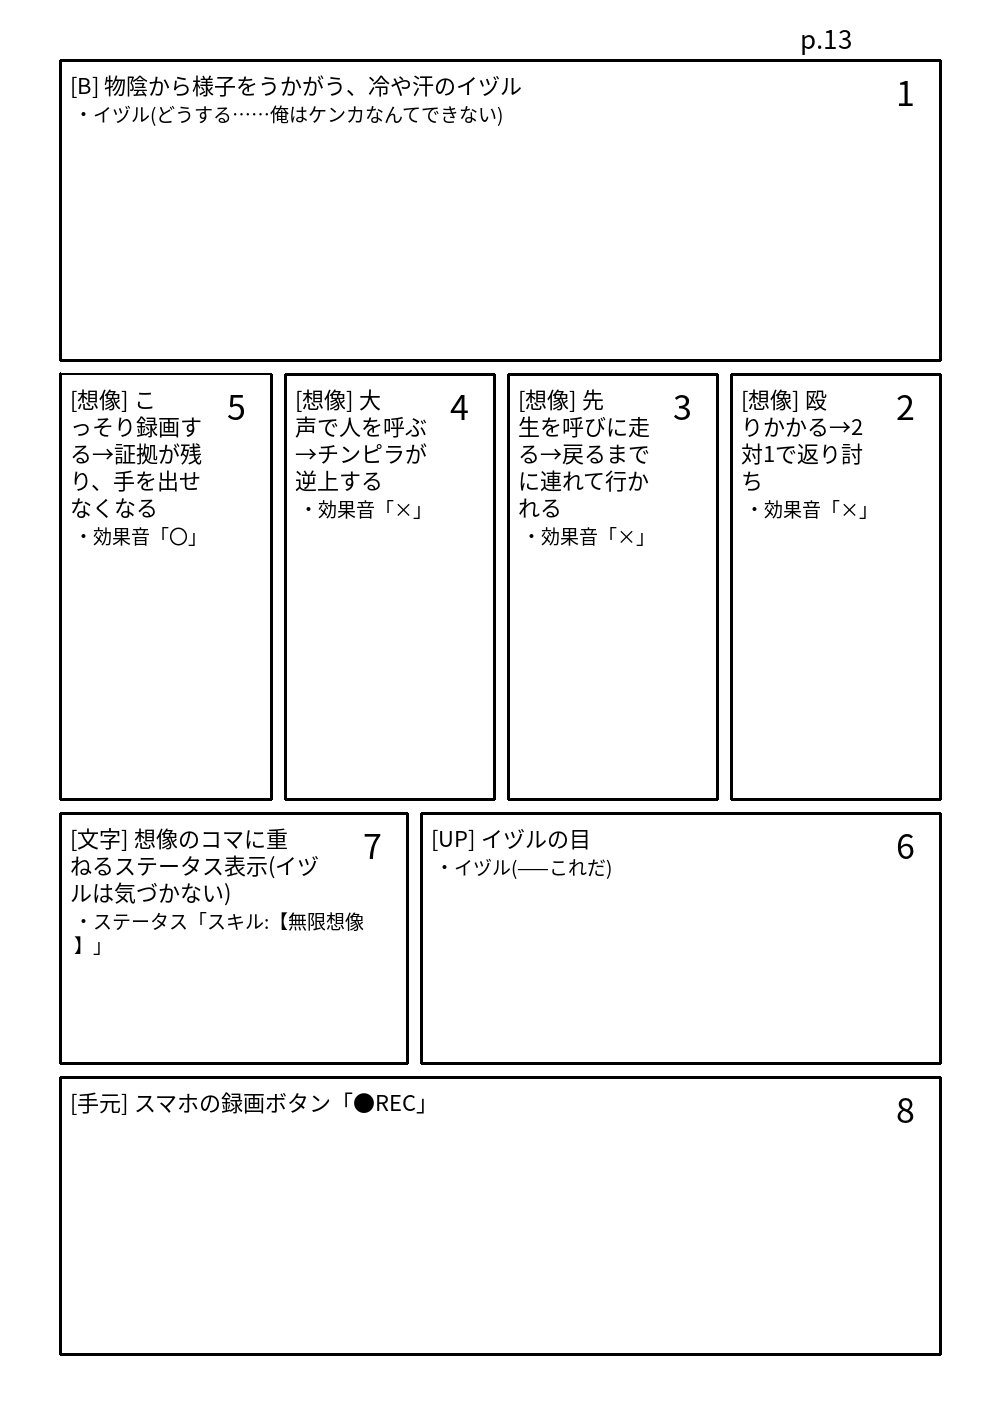 p.13
[B] 物陰から様子をうかがう、冷や汗のイヅル
・イヅル(どうする……俺はケンカなんてできない)
1
[想像] 殴
りかかる→2
対1で返り討
ち
・効果音「×」
2
[想像] 先
生を呼びに走
る→戻るまで
に連れて行か
れる
・効果音「×」
3
[想像] 大
声で人を呼ぶ
→チンピラが
逆上する
・効果音「×」
4
[想像] こ
っそり録画す
る→証拠が残
り、手を出せ
なくなる
・効果音「〇」
5
[UP] イヅルの目
・イヅル(――これだ)
6
[文字] 想像のコマに重
ねるステータス表示(イヅ
ルは気づかない)
・ステータス「スキル:【無限想像
】」
7
[手元] スマホの録画ボタン「●REC」
8